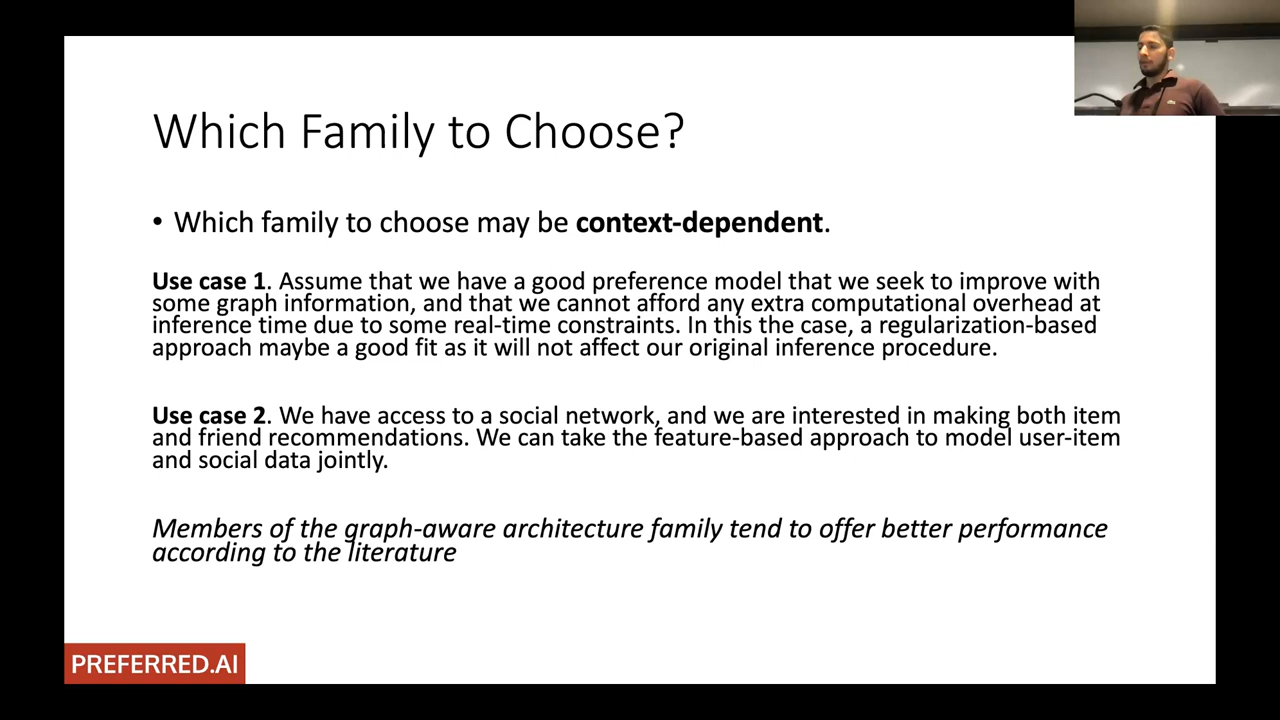 Which Family to Choose?
• Which family to choose may be context-dependent.
Use case 1. Assume that we have a good preference model that we seek to improve with
some graph information, and that we cannot afford any extra computational overhead at
inference time due to some real-time constraints. In this the case, a regularization-based
approach maybe a good fit as it will not affect our original inference procedure.
Use case 2. We have access to a social network, and we are interested in making both item
and friend recommendations. We can take the feature-based approach to model user-item
and social data jointly.
Members of the graph-aware architecture family tend to offer better performance
according to the literature
PREFERRED.AI